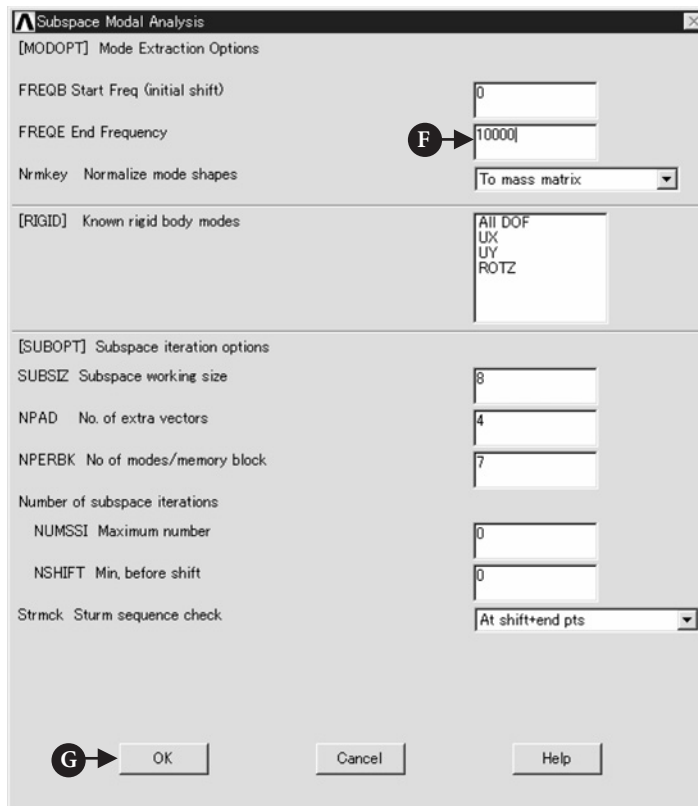 Subspace Modal Analysis
[MODOPT] Mode Extraction Options
FREQB Start Freq (initial shift) 0
FREQE End Frequency F 10000
Nrmkey Normalize mode shapes To mass matrix
[RIGID] Known rigid body modes All DOF
UX
UY
ROTZ
[SUBOPT] Subspace iteration options
SUBSIZ Subspace working size 8
NPAD No. of extra vectors 4
NPERBK No of modes/memory block 7
Number of subspace iterations
NUMSSI Maximum number 0
NSHIFT Min. before shift 0
Strmck Sturm sequence check At shift+end pts
G OK Cancel Help